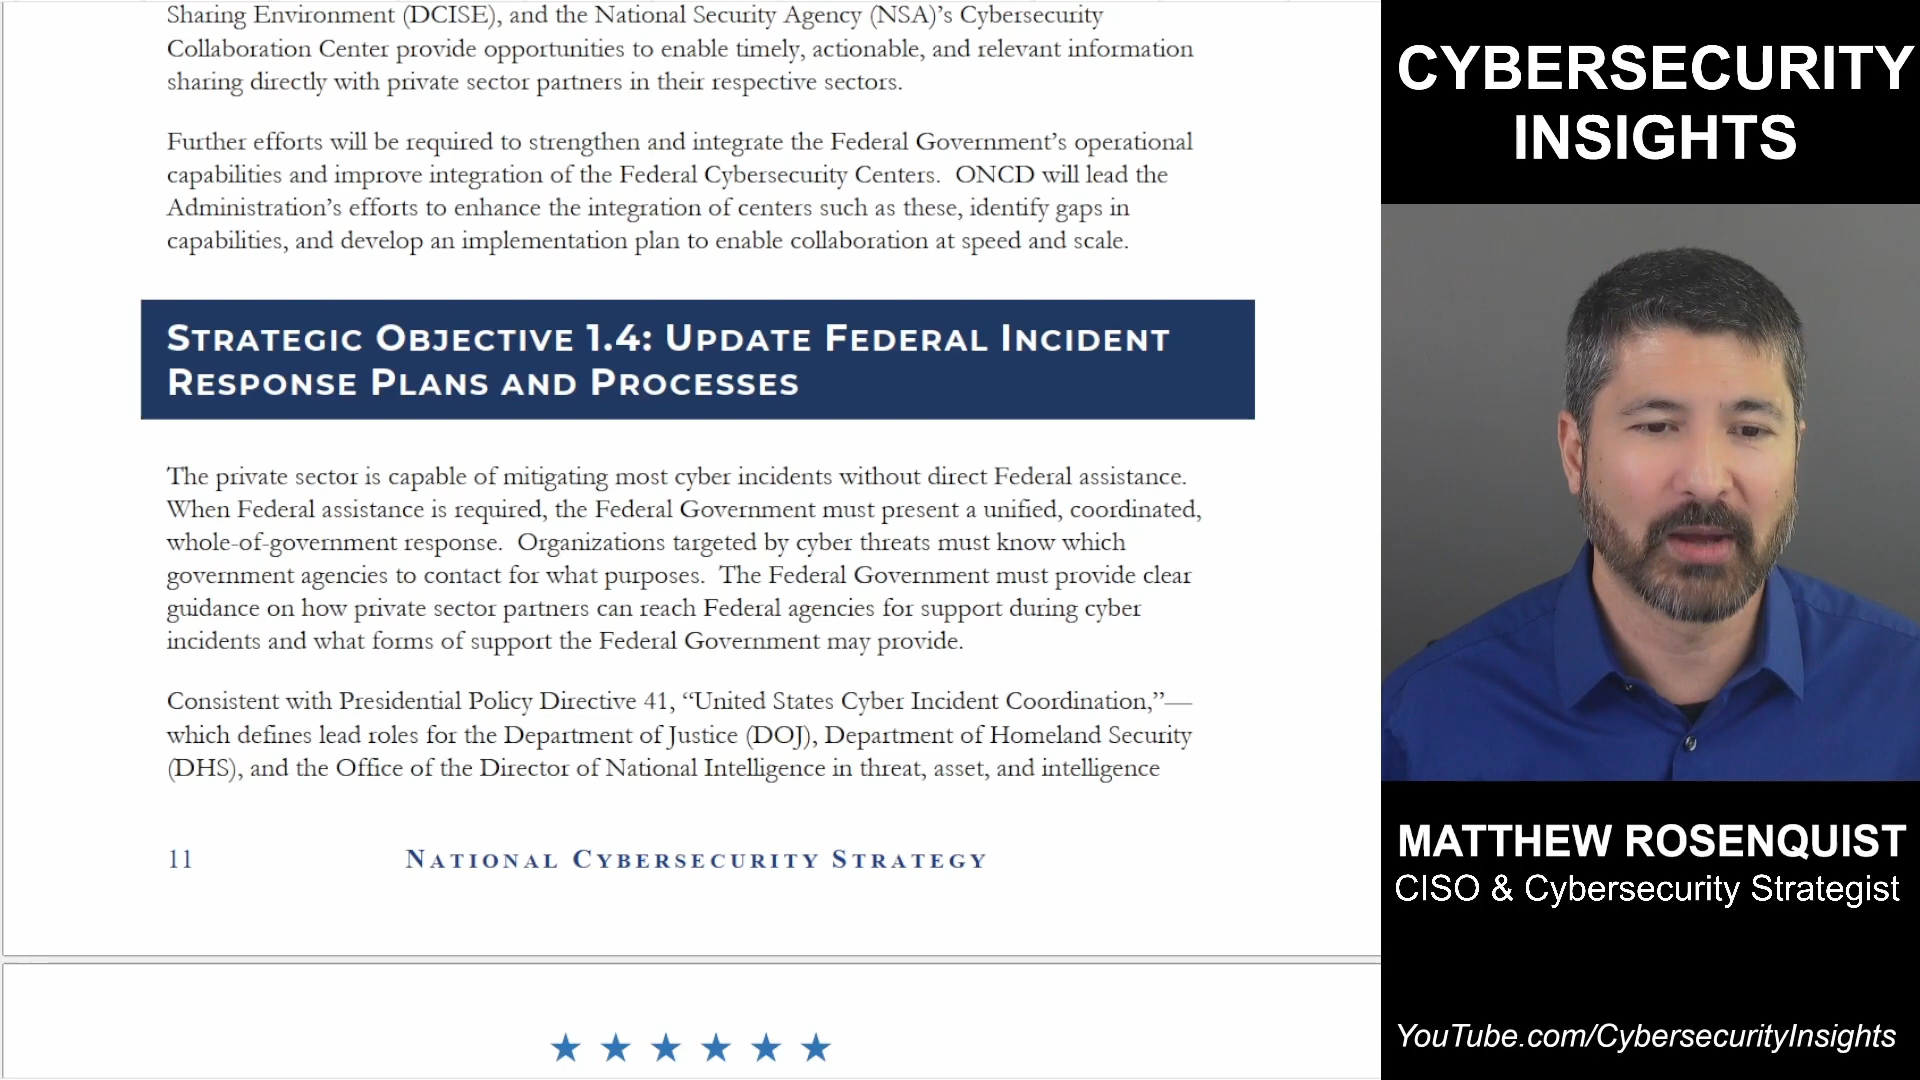 Sharing Environment (DCISE), and the National Security Agency (NSA)’s Cybersecurity
Collaboration Center provide opportunities to enable timely, actionable, and relevant information
sharing directly with private sector partners in their respective sectors.
Further efforts will be required to strengthen and integrate the Federal Government’s operational
capabilities and improve integration of the Federal Cybersecurity Centers.  ONCD will lead the
Administration’s efforts to enhance the integration of centers such as these, identify gaps in
capabilities, and develop an implementation plan to enable collaboration at speed and scale.
STRATEGIC OBJECTIVE 1.4: UPDATE FEDERAL INCIDENT
RESPONSE PLANS AND PROCESSES
The private sector is capable of mitigating most cyber incidents without direct Federal assistance.
When Federal assistance is required, the Federal Government must present a unified, coordinated,
whole-of-government response.  Organizations targeted by cyber threats must know which
government agencies to contact for what purposes.  The Federal Government must provide clear
guidance on how private sector partners can reach Federal agencies for support during cyber
incidents and what forms of support the Federal Government may provide.
Consistent with Presidential Policy Directive 41, “United States Cyber Incident Coordination,”—
which defines lead roles for the Department of Justice (DOJ), Department of Homeland Security
(DHS), and the Office of the Director of National Intelligence in threat, asset, and intelligence
11 NATIONAL CYBERSECURITY STRATEGY
CYBERSECURITY
INSIGHTS
MATTHEW ROSENQUIST
CISO & Cybersecurity Strategist
YouTube.com/CybersecurityInsights